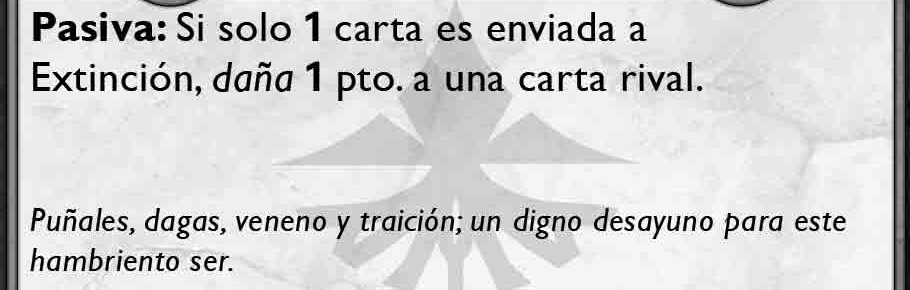 Pasiva: Si solo 1 carta es enviada a
Extinción, daña 1 pto. a una carta rival.
Puñales, dagas, veneno y traición; un digno desayuno para este
hambriento ser.